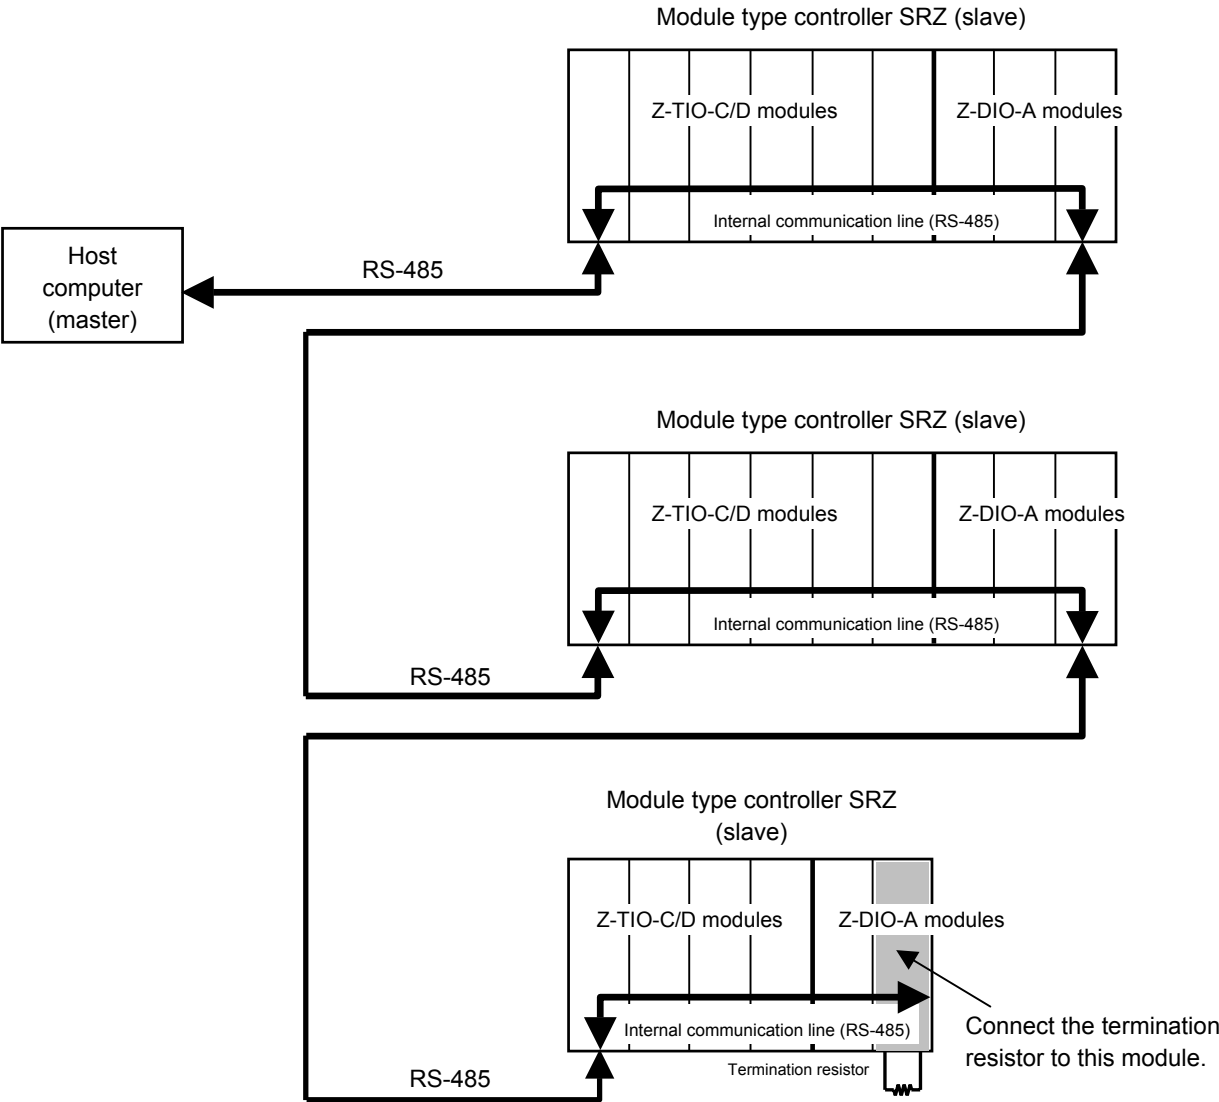 Module type controller SRZ (slave)
Z-TIO-C/D modules
Z-DIO-A modules
Internal communication line (RS-485)
Host
computer
(master)
RS-485
Module type controller SRZ (slave)
Z-TIO-C/D modules
Z-DIO-A modules
Internal communication line (RS-485)
RS-485
Module type controller SRZ
(slave)
Z-TIO-C/D modules
Z-DIO-A modules
Internal communication line (RS-485)
Connect the termination
resistor to this module.
Termination resistor
RS-485